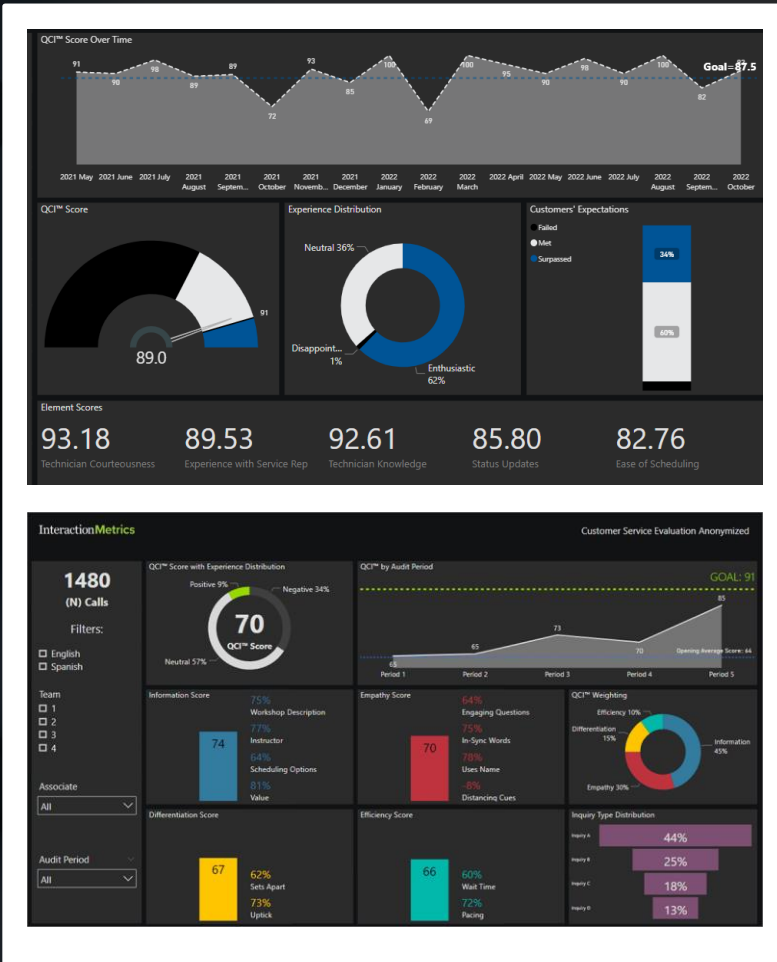 QCI™ Score Over Time
91
90
98
89
89
72
93
85
100
69
100
95
90
98
90
100
82
Goal=87.5
2021 May 2021 June 2021 July 2021 August 2021 Septem... 2021 October 2021 Novemb... 2021 December 2022 January 2022 February 2022 March 2022 April 2022 May 2022 June 2022 July 2022 August 2022 Septem... 2022 October
QCI™ Score
91
89.0
Experience Distribution
Neutral 36%
Disappoint...
1%
Enthusiastic
62%
Customers' Expectations
Failed
Met
Surpassed
34%
60%
Element Scores
93.18 89.53 92.61 85.80 82.76
Technician Courteousness Experience with Service Rep Technician Knowledge Status Updates Ease of Scheduling
InteractionMetrics
Customer Service Evaluation Anonymized
1480
(N) Calls
Filters:
English
Spanish
Team
1
2
3
4
Associate
All
Audit Period
All
QCI™ Score with Experience Distribution
Positive 9%
Negative 34%
70
QCI™ Score
Neutral 57%
QCI™ by Audit Period
GOAL: 91
65
65
73
70
85
Opening Average Score: 64
Period 1 Period 2 Period 3 Period 4 Period 5
Information Score
74
75%
Workshop Description
77%
Instructor
64%
Scheduling Options
81%
Value
Empathy Score
70
64%
Engaging Questions
75%
In-Sync Words
78%
Uses Name
-8%
Distancing Cues
QCI™ Weighting
Efficiency 10%
Differentiation
15%
Information
45%
Empathy 30%
Differentiation Score
67
62%
Sets Apart
73%
Uptick
Efficiency Score
66
60%
Wait Time
72%
Pacing
Inquiry Type Distribution
Inquiry A 44%
Inquiry B 25%
Inquiry C 18%
Inquiry D 13%